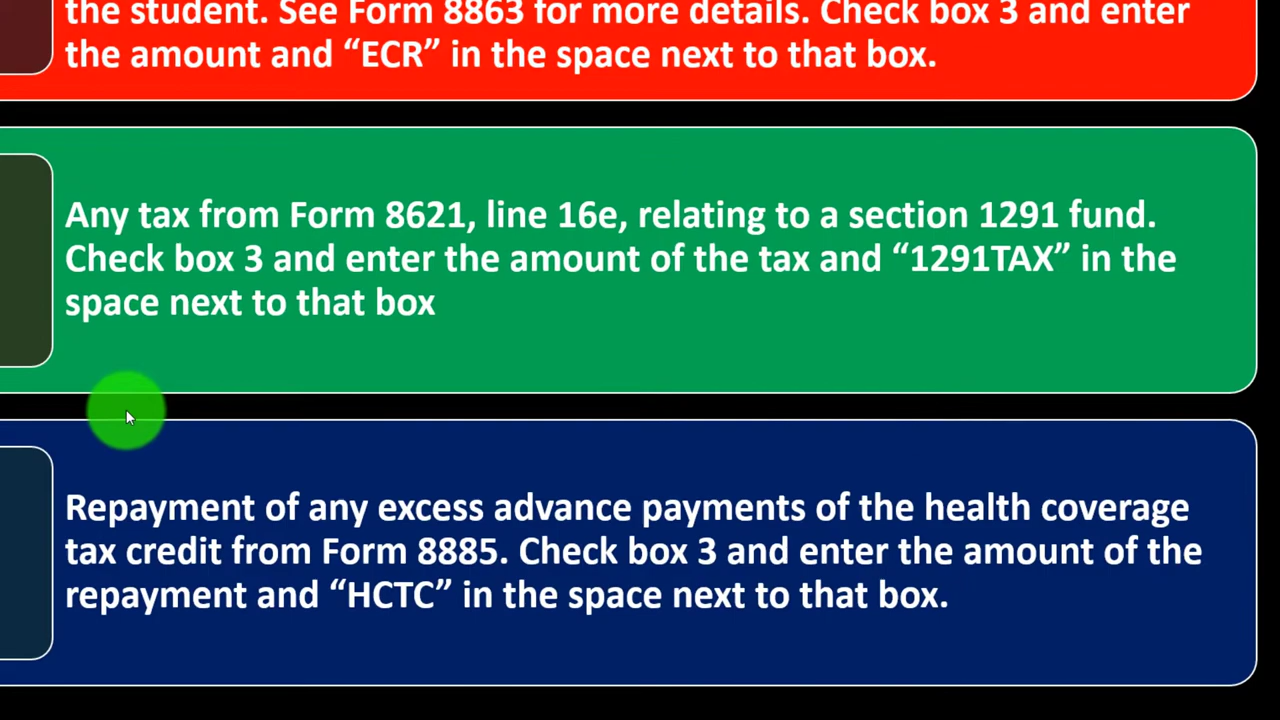 the student. See Form 8863 for more details. Check box 3 and enter
the amount and “ECR” in the space next to that box.
Any tax from Form 8621, line 16e, relating to a section 1291 fund.
Check box 3 and enter the amount of the tax and “1291TAX” in the
space next to that box
Repayment of any excess advance payments of the health coverage
tax credit from Form 8885. Check box 3 and enter the amount of the
repayment and “HCTC” in the space next to that box.